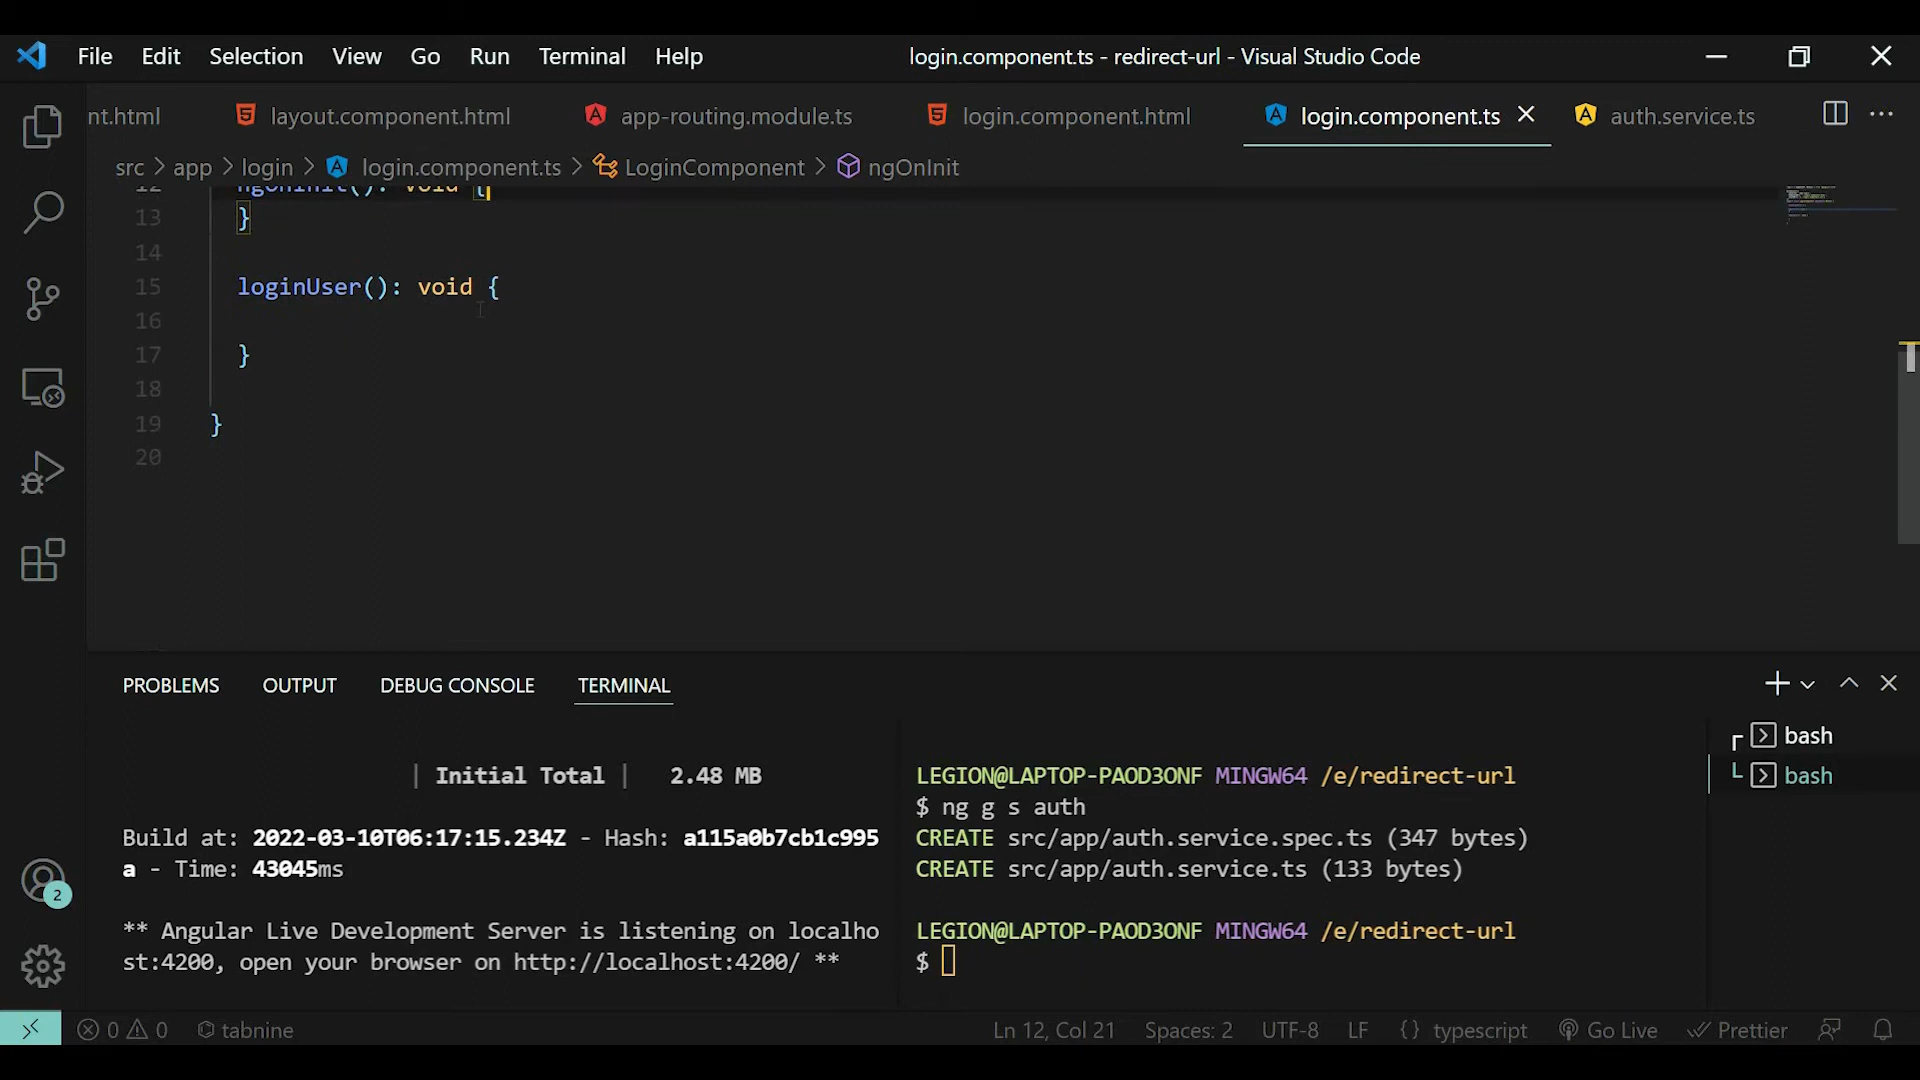 File Edit Selection View Go Run Terminal Help login.component.ts - redirect-url - Visual Studio Code
nt.html layout.component.html app-routing.module.ts login.component.html login.component.ts auth.service.ts
src > app > login > login.component.ts > LoginComponent > ngOnInit
12 ngOnInit(): void {
13 }
14
15 loginUser(): void {
16
17 }
18
19 }
20
PROBLEMS OUTPUT DEBUG CONSOLE TERMINAL
| Initial Total | 2.48 MB
Build at: 2022-03-10T06:17:15.234Z - Hash: a115a0b7cb1c995
a - Time: 43045ms
** Angular Live Development Server is listening on localho
st:4200, open your browser on http://localhost:4200/ **
LEGION@LAPTOP-PAOD3ONF MINGW64 /e/redirect-url
$ ng g s auth
CREATE src/app/auth.service.spec.ts (347 bytes)
CREATE src/app/auth.service.ts (133 bytes)
LEGION@LAPTOP-PAOD3ONF MINGW64 /e/redirect-url
$
bash
bash
2
0 0 tabnine Ln 12, Col 21 Spaces: 2 UTF-8 LF {} typescript Go Live Prettier